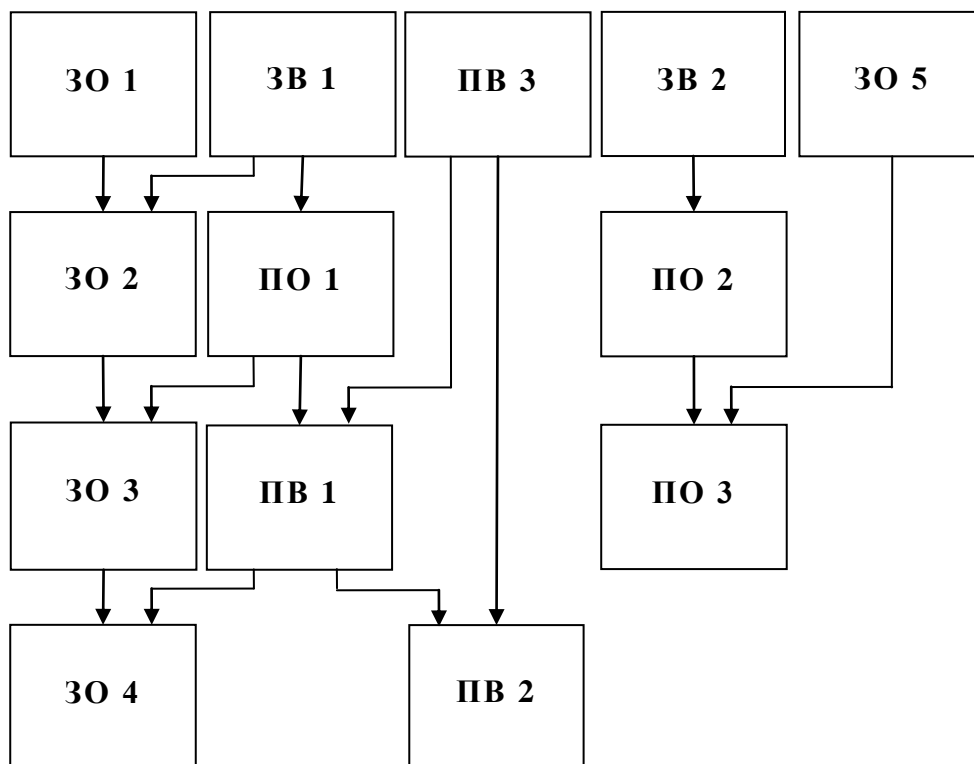 ЗО 1
ЗВ 1
ПВ 3
ЗВ 2
ЗО 5
ЗО 2
ПО 1
ПО 2
ЗО 3
ПВ 1
ПО 3
ЗО 4
ПВ 2